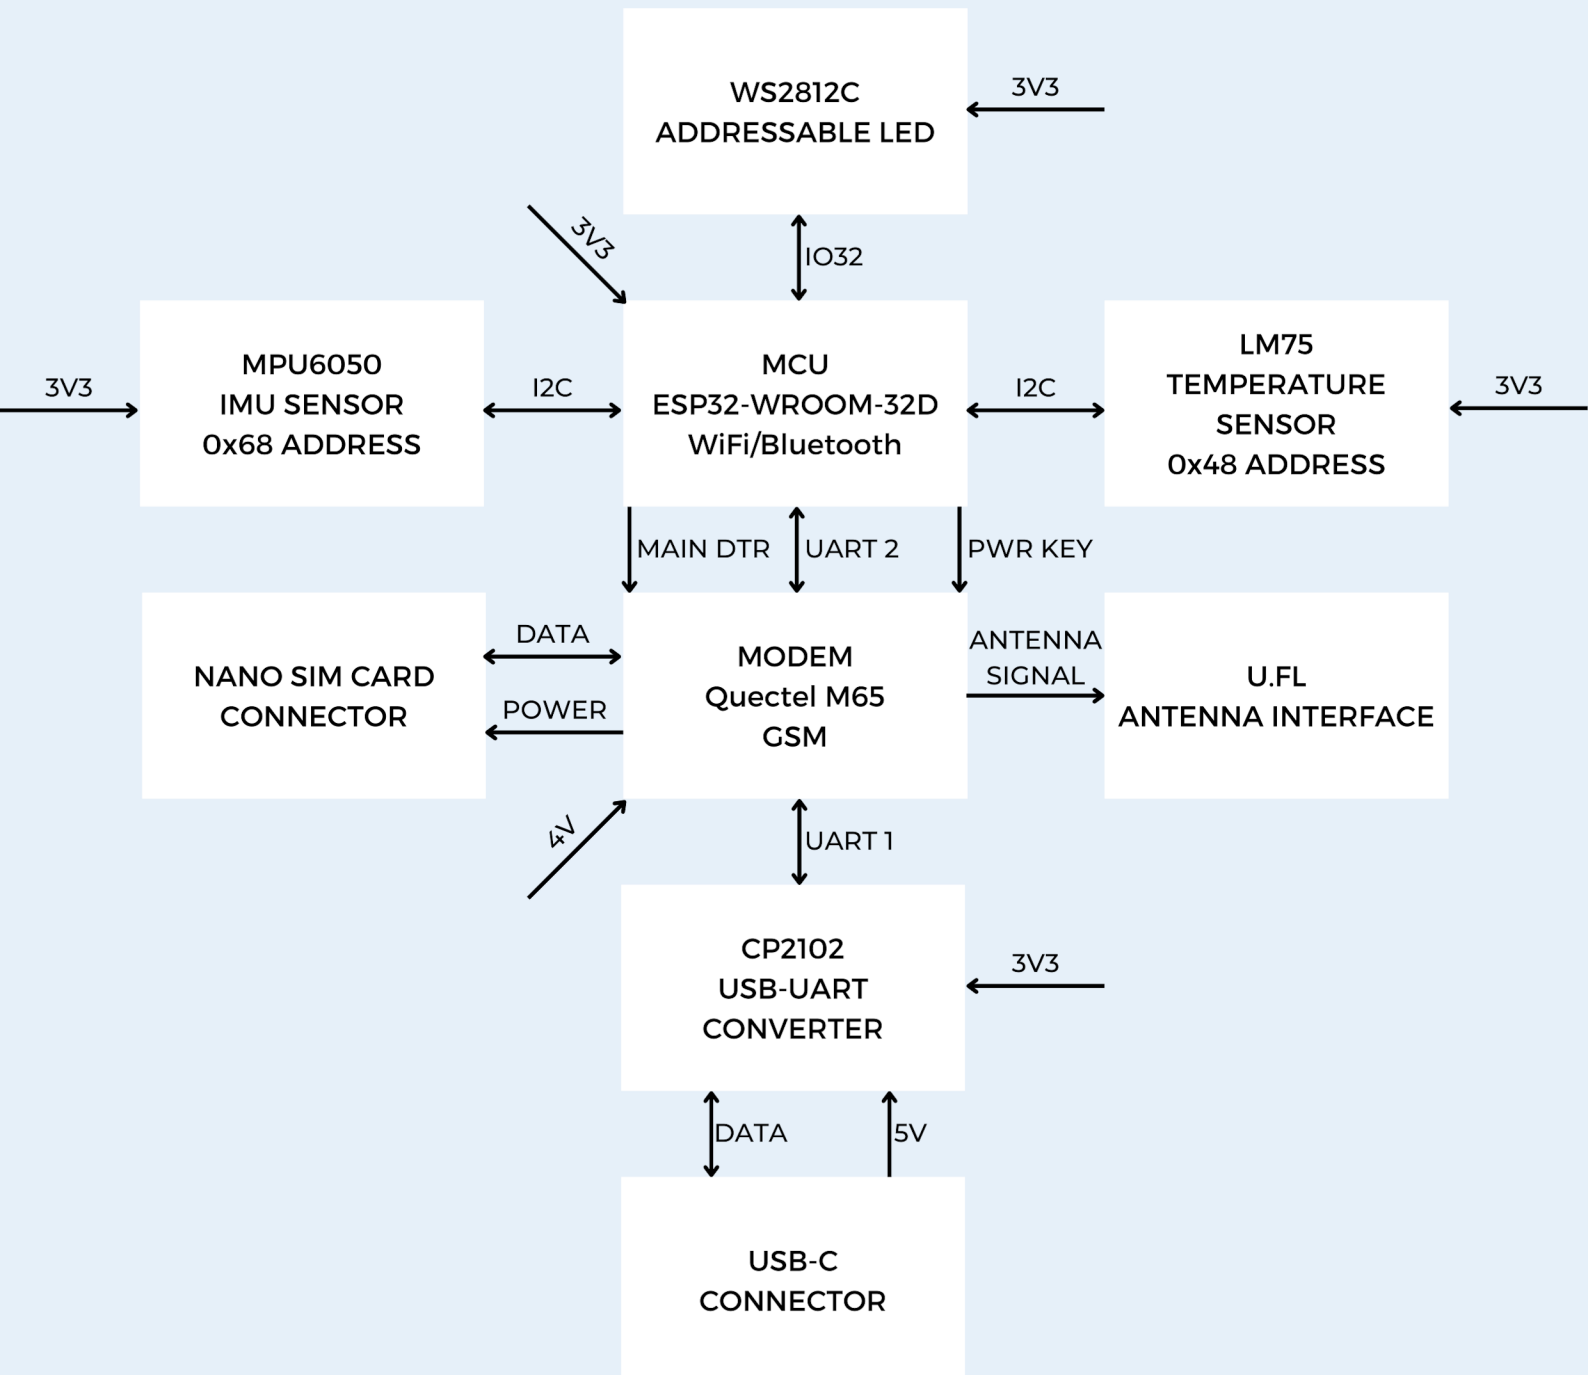 WS2812C
ADDRESSABLE LED
3V3
3V3
IO32
3V3
MPU6050
IMU SENSOR
0x68 ADDRESS
I2C
MCU
ESP32-WROOM-32D
WiFi/Bluetooth
I2C
LM75
TEMPERATURE
SENSOR
0x48 ADDRESS
3V3
MAIN DTR
UART 2
PWR KEY
NANO SIM CARD
CONNECTOR
DATA
POWER
MODEM
Quectel M65
GSM
ANTENNA
SIGNAL
U.FL
ANTENNA INTERFACE
4V
UART 1
CP2102
USB-UART
CONVERTER
3V3
DATA
5V
USB-C
CONNECTOR